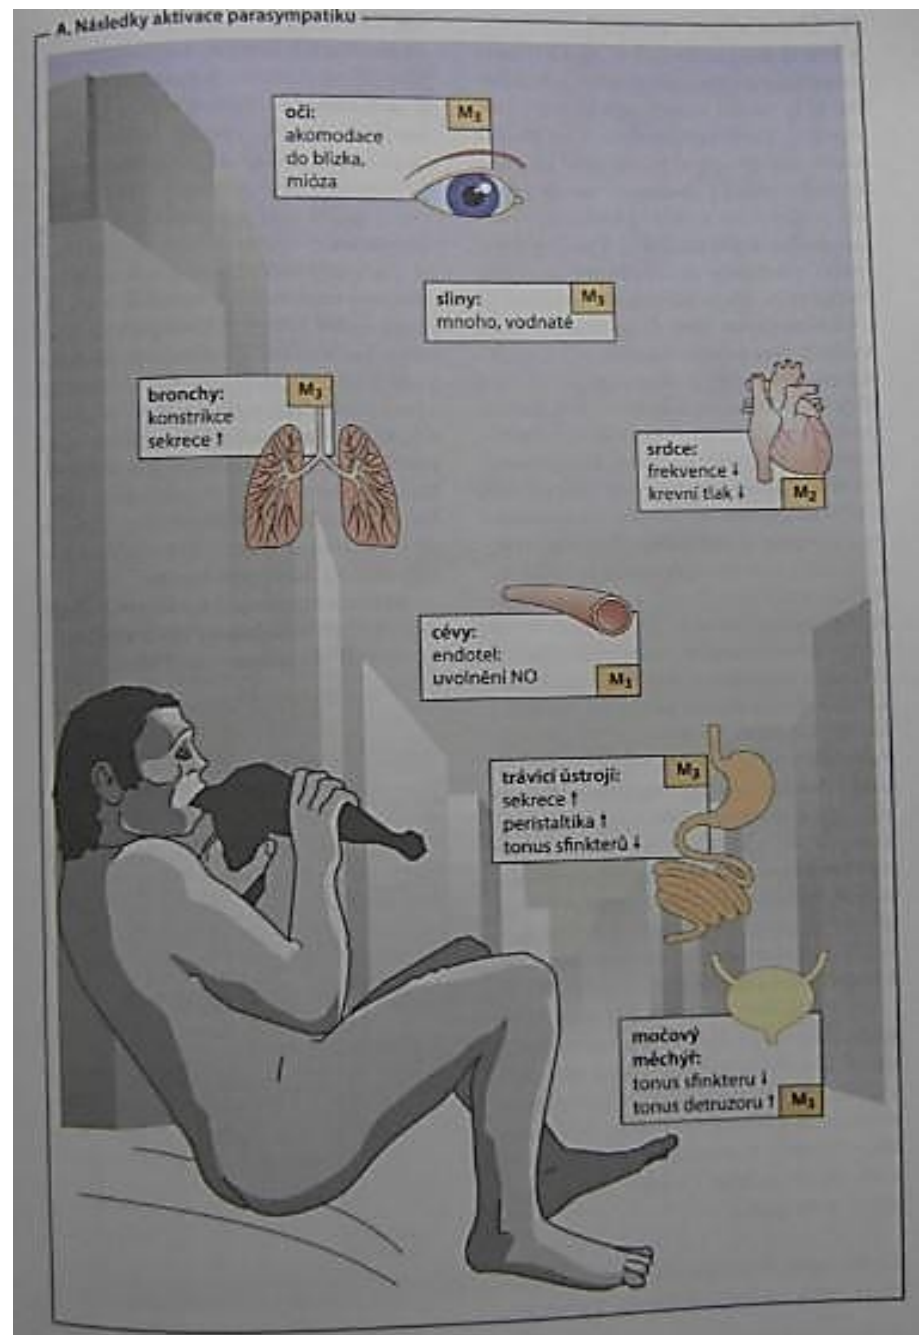 A. Následky aktivace parasympatiku
oči:
M3
akomodace
do blízka,
mióza
sliny:
M3
mnoho, vodnaté
bronchy:
M3
konstrikce
sekrece ↑
srdce:
frekvence ↓
krevní tlak ↓
M2
cévy:
endotel:
uvolnění NO
M3
trávicí ústrojí:
M3
sekrece ↑
peristaltika ↑
tonus sfinkterů ↓
močový
měchýř:
tonus sfinkteru ↓
tonus detruzoru ↑
M3